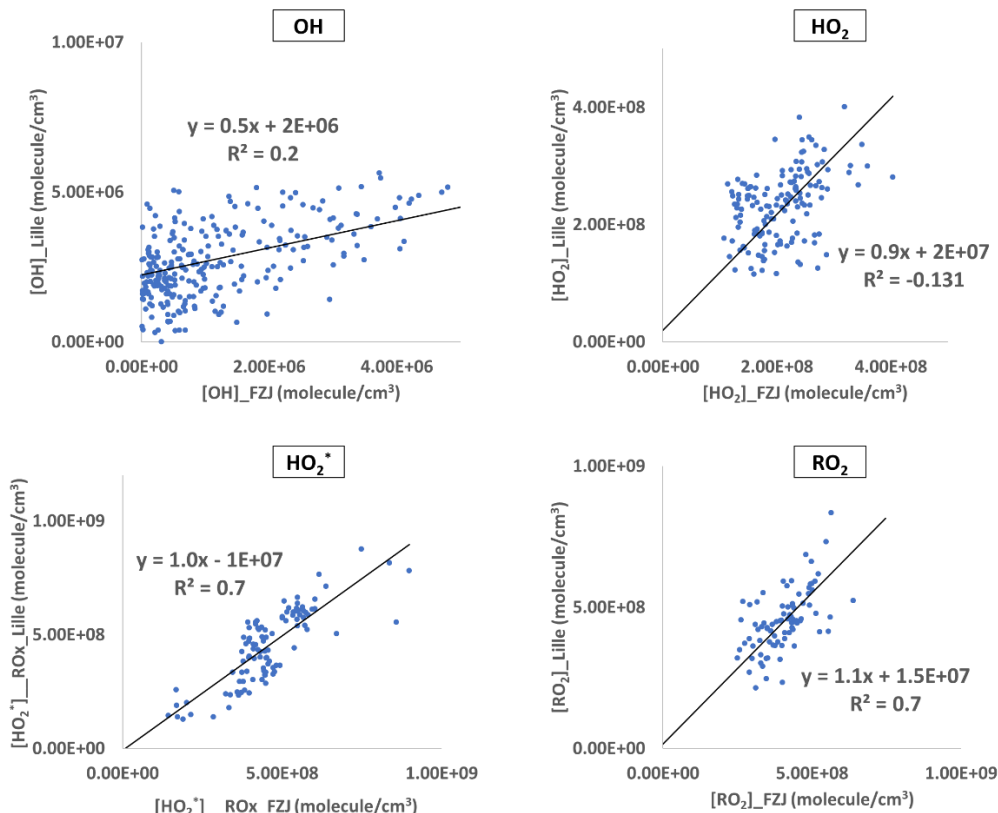 OH
1.00E+07
y = 0.5x + 2E+06
R² = 0.2
5.00E+06
0.00E+00
[OH]_Lille (molecule/cm³)
0.00E+00 2.00E+06 4.00E+06 6.00E+06
[OH]_FZJ (molecule/cm³)
HO₂
4.00E+08
2.00E+08
0.00E+00
[HO₂]_Lille (molecule/cm³)
y = 0.9x + 2E+07
R² = -0.131
0.00E+00 2.00E+08 4.00E+08
[HO₂]_FZJ (molecule/cm³)
HO₂*
1.00E+09
y = 1.0x - 1E+07
R² = 0.7
5.00E+08
0.00E+00
[HO₂*]__ROx_Lille (molecule/cm³)
0.00E+00 5.00E+08 1.00E+09
[HO₂*]__ROx_FZJ (molecule/cm³)
RO₂
1.00E+09
5.00E+08
0.00E+00
[RO₂]_Lille (molecule/cm³)
y = 1.1x + 1.5E+07
R² = 0.7
0.00E+00 5.00E+08 1.00E+09
[RO₂]_FZJ (molecule/cm³)